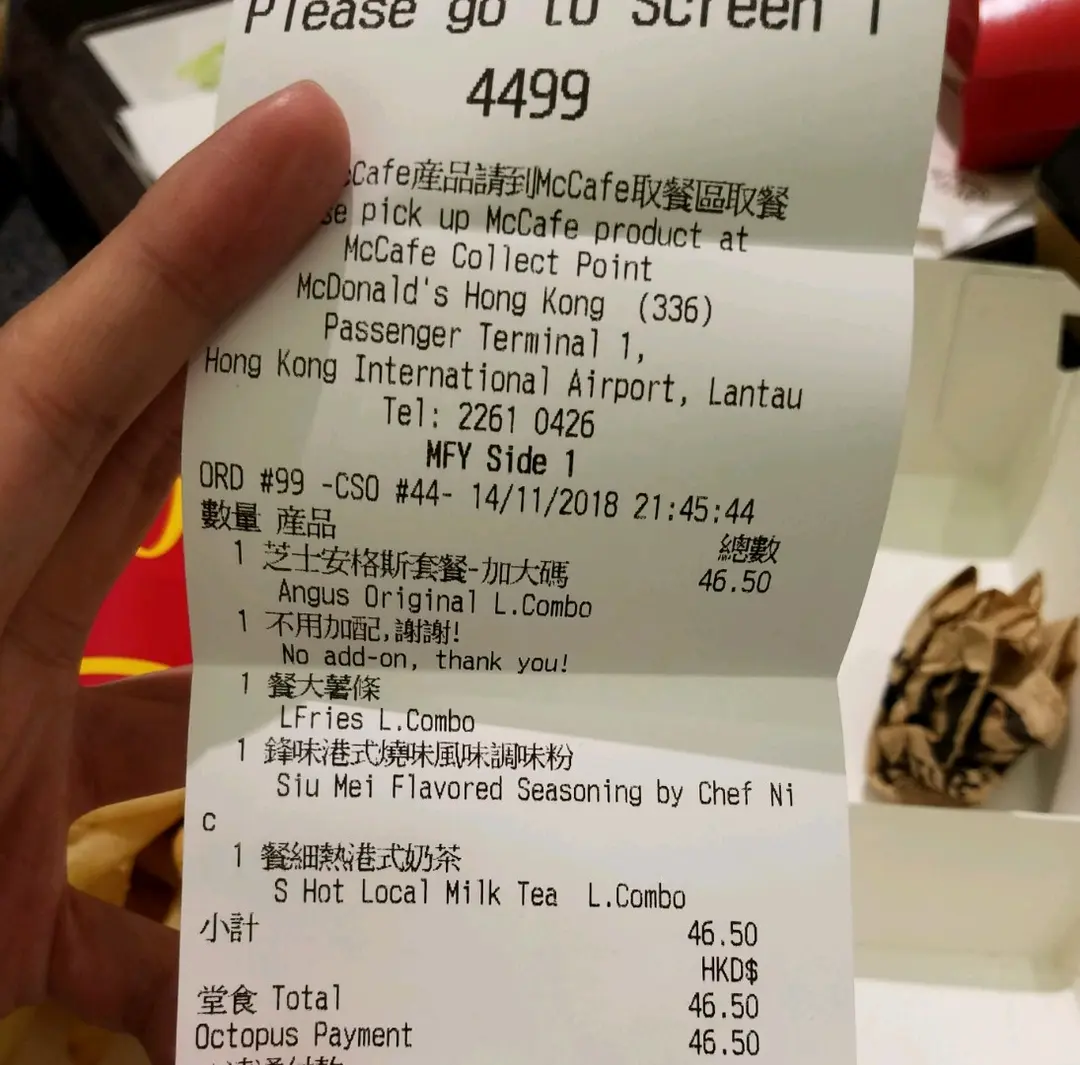 Please go to Screen 1
4499
Cafe産品請到McCafe取餐區取餐
se pick up McCafe product at
McCafe Collect Point
McDonald's Hong Kong (336)
Passenger Terminal 1,
Hong Kong International Airport, Lantau
Tel: 2261 0426
MFY Side 1
ORD #99 -CSO #44- 14/11/2018 21:45:44
數量 産品 總數
1 芝士安格斯套餐-加大碼 46.50
Angus Original L.Combo
1 不用加配,謝謝!
No add-on, thank you!
1 餐大薯條
LFries L.Combo
1 鋒味港式燒味風味調味粉
Siu Mei Flavored Seasoning by Chef Ni
c
1 餐細熱港式奶茶
S Hot Local Milk Tea L.Combo
小計 46.50
HKD$
堂食 Total 46.50
Octopus Payment 46.50